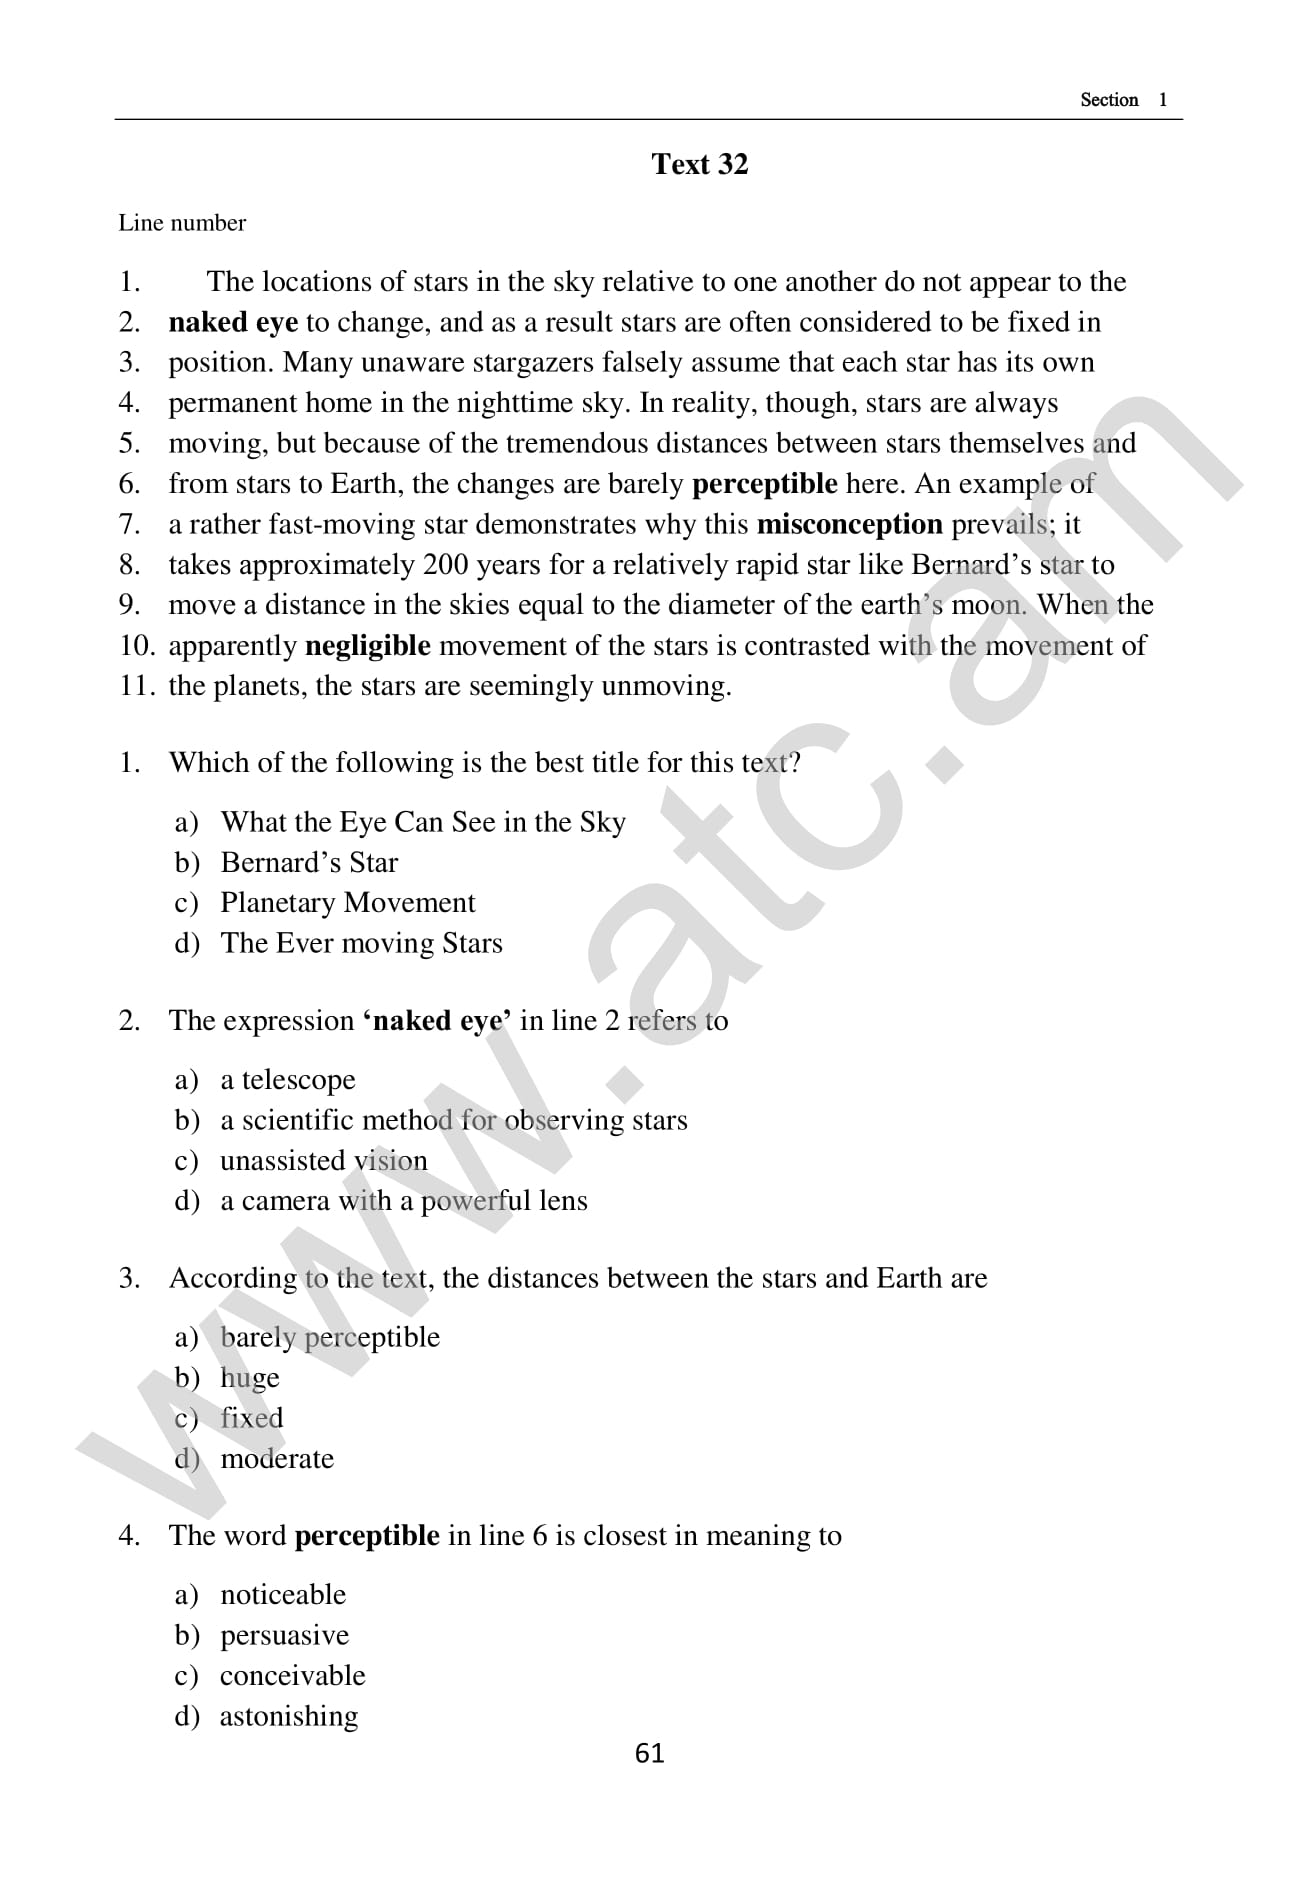 Section 1
Text 32
Line number
1. The locations of stars in the sky relative to one another do not appear to the
2. naked eye to change, and as a result stars are often considered to be fixed in
3. position. Many unaware stargazers falsely assume that each star has its own
4. permanent home in the nighttime sky. In reality, though, stars are always
5. moving, but because of the tremendous distances between stars themselves and
6. from stars to Earth, the changes are barely perceptible here. An example of
7. a rather fast-moving star demonstrates why this misconception prevails; it
8. takes approximately 200 years for a relatively rapid star like Bernard’s star to
9. move a distance in the skies equal to the diameter of the earth’s moon. When the
10. apparently negligible movement of the stars is contrasted with the movement of
11. the planets, the stars are seemingly unmoving.
1. Which of the following is the best title for this text?
a) What the Eye Can See in the Sky
b) Bernard’s Star
c) Planetary Movement
d) The Ever moving Stars
2. The expression ‘naked eye’ in line 2 refers to
a) a telescope
b) a scientific method for observing stars
c) unassisted vision
d) a camera with a powerful lens
3. According to the text, the distances between the stars and Earth are
a) barely perceptible
b) huge
c) fixed
d) moderate
4. The word perceptible in line 6 is closest in meaning to
a) noticeable
b) persuasive
c) conceivable
d) astonishing
61
www.atc.am